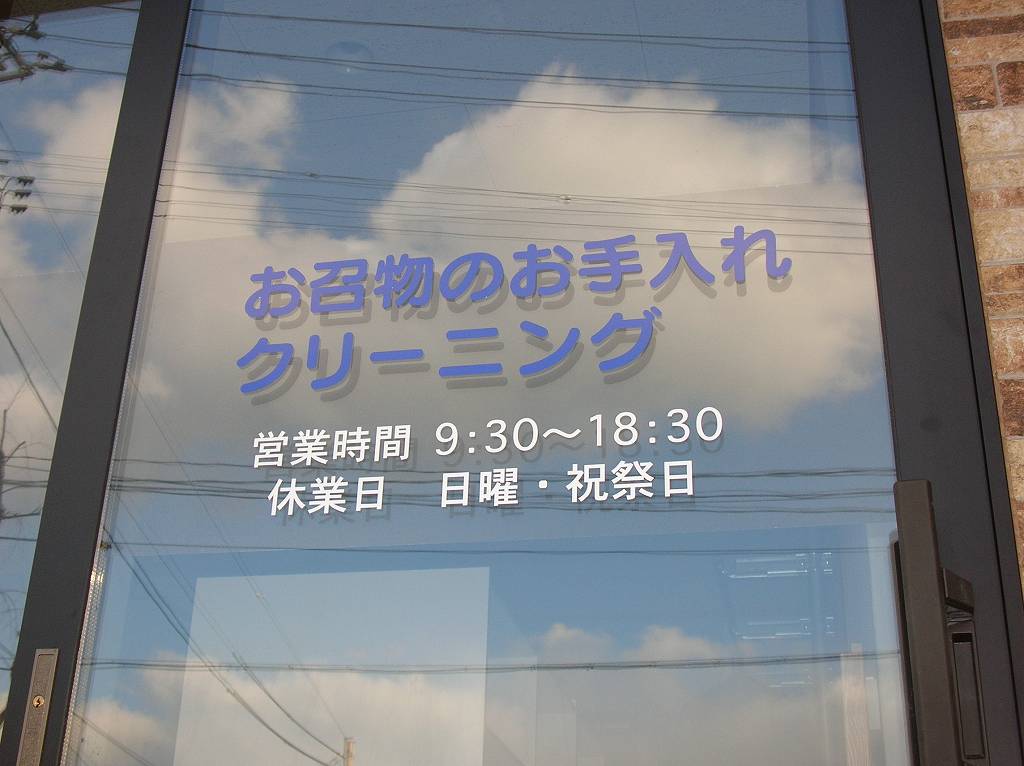 お召物のお手入れ
クリーニング
営業時間 9:30～18:30
休業日　日曜・祝祭日